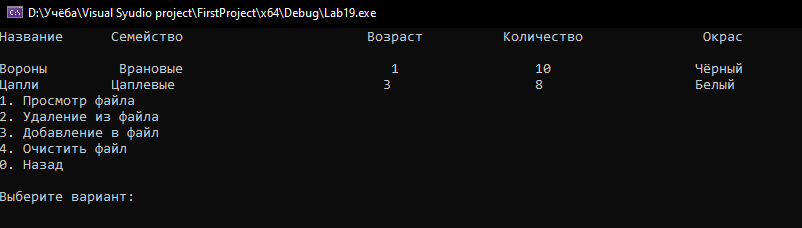 D:\Учёба\Visual Syudio project\FirstProject\x64\Debug\Lab19.exe
Название Семейство Возраст Количество Окрас
Вороны Врановые 1 10 Чёрный
Цапли Цаплевые 3 8 Белый
1. Просмотр файла
2. Удаление из файла
3. Добавление в файл
4. Очистить файл
0. Назад
Выберите вариант: